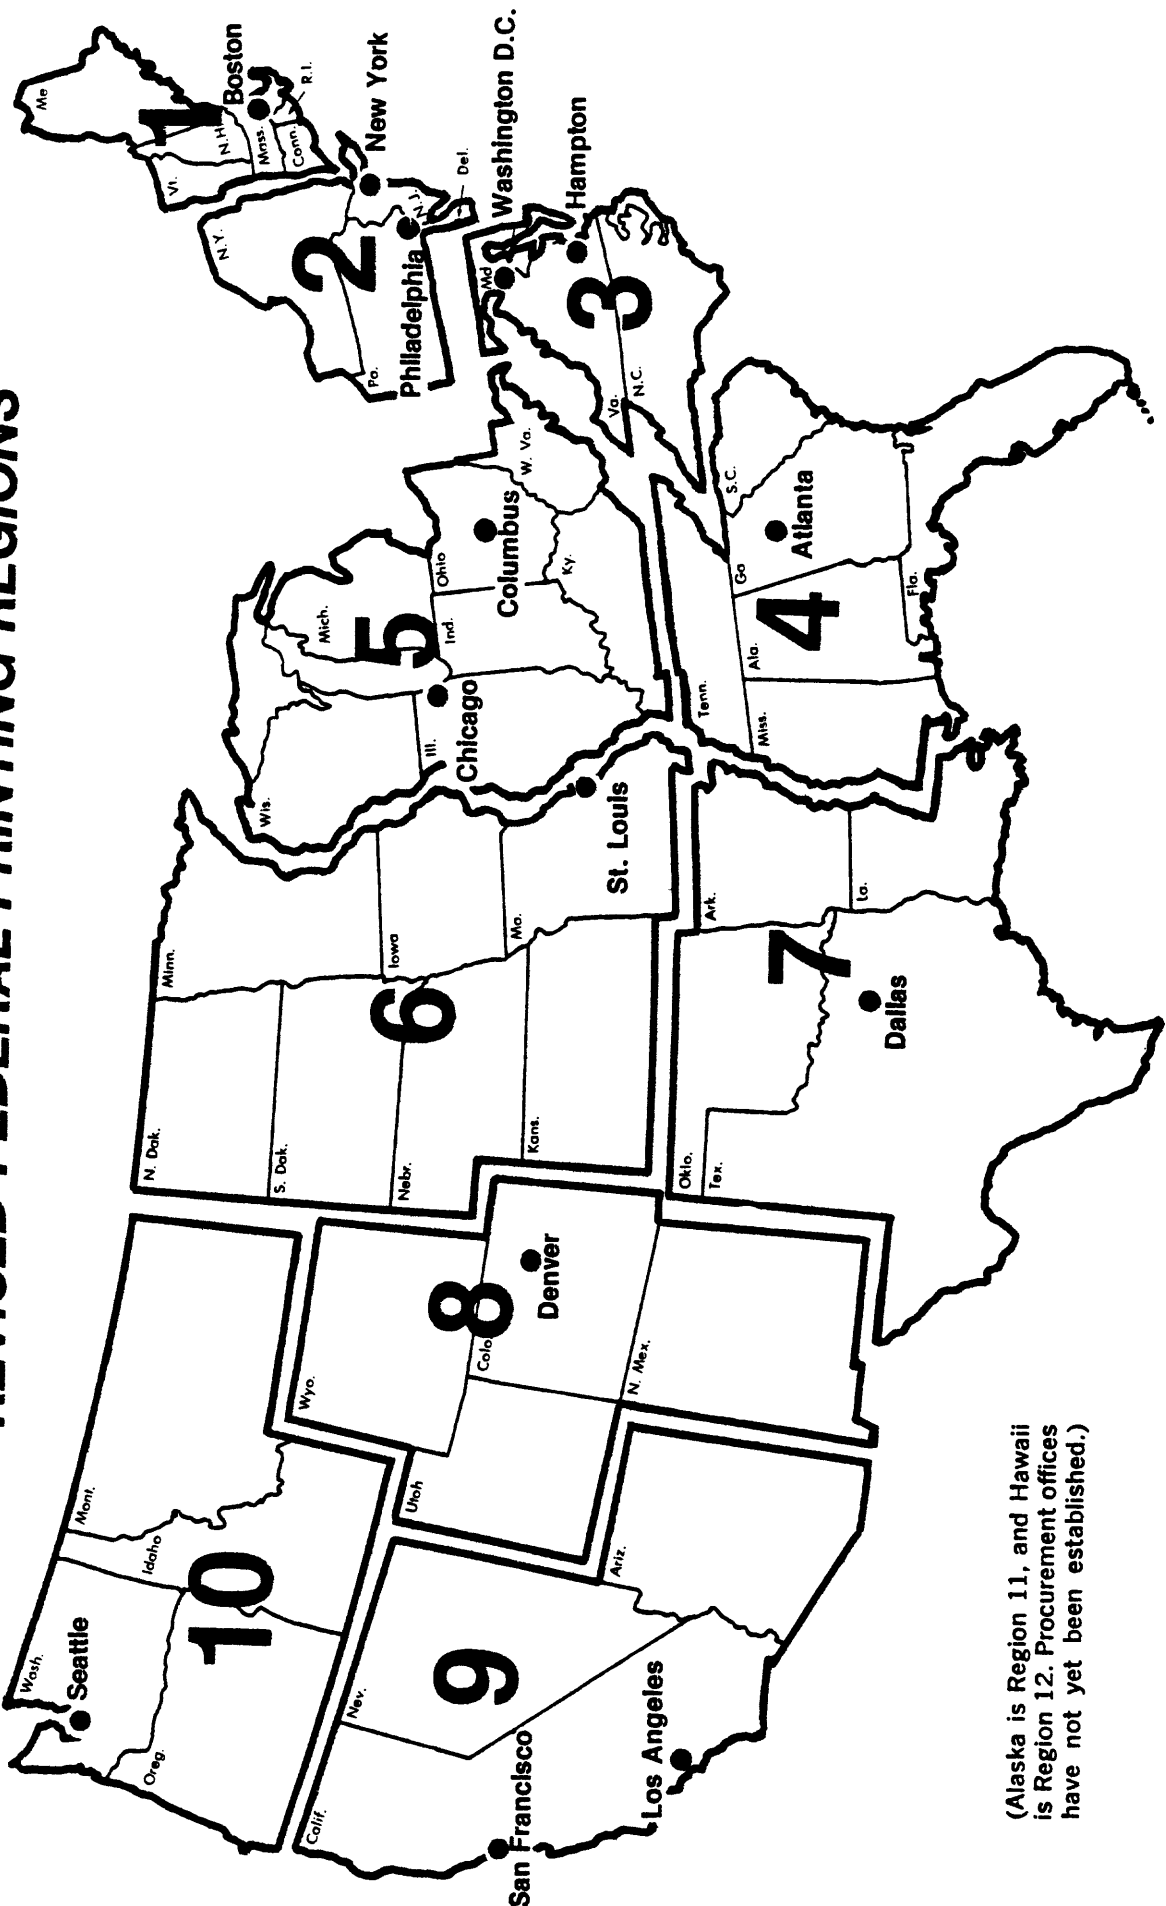 REVISED FEDERAL PRINTING REGIONS
Wash.
Seattle
Oreg.
Idaho
Mont.
10
Calif.
Nev.
9
San Francisco
Los Angeles
Ariz.
Utah
Wyo.
8
Colo
Denver
N. Mex.
N. Dak.
S. Dak.
Nebr.
Kans.
Minn.
Iowa
6
Mo.
St. Louis
Okla.
Tex.
7
Dallas
Ark.
La.
Wis.
Mich.
5
Ill.
Chicago
Ind.
Ohio
Columbus
Ky.
W. Va.
Tenn.
Miss.
Ala.
4
Ga
Atlanta
S.C.
Fla.
Va.
N.C.
3
Md
Washington D.C.
Hampton
N.Y.
2
Pa.
Philadelphia
N.J.
Del.
New York
Me
1
Vt.
N.H.
Mass.
Boston
Conn.
R.I.
(Alaska is Region 11, and Hawaii
is Region 12. Procurement offices
have not yet been established.)